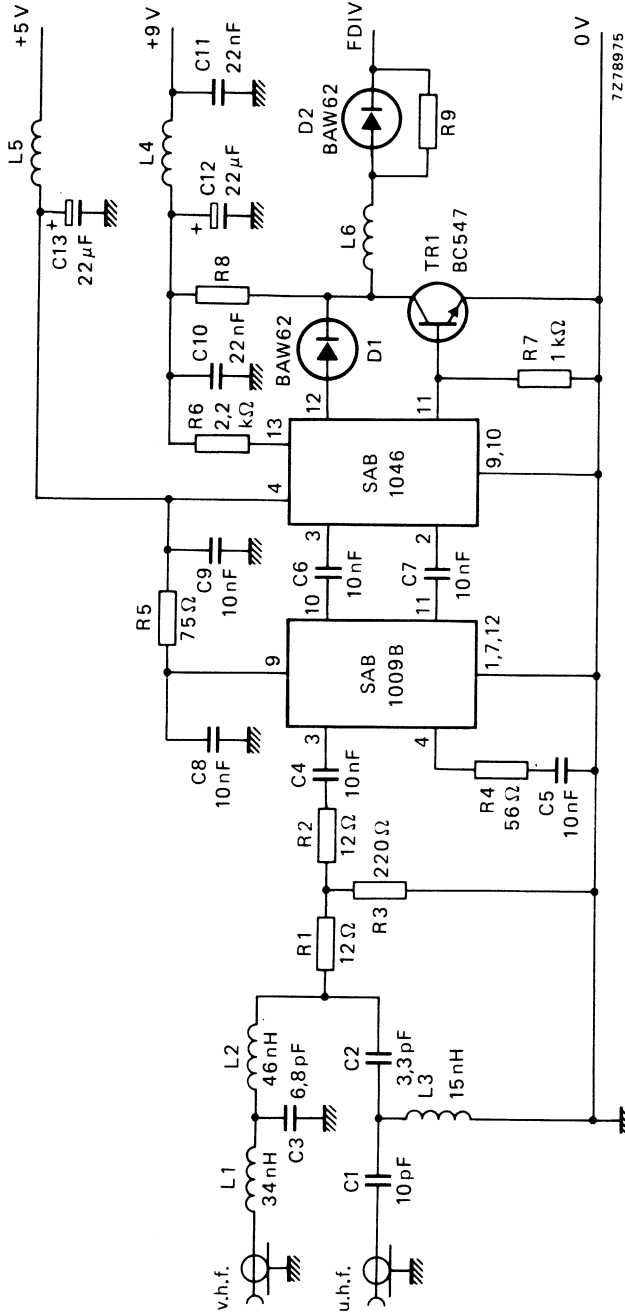 v.h.f.
u.h.f.
L1
34nH
L2
46nH
C3
6,8pF
C1
10pF
C2
3,3pF
L3
15nH
R1
12Ω
R2
12Ω
R3
220Ω
C4
10nF
R4
56Ω
C5
10nF
3
4
SAB
1009B
9
10
11
1,7,12
C8
10nF
R5
75Ω
C9
10nF
C6
10nF
C7
10nF
3
2
4
13
SAB
1046
12
11
9,10
R6
2,2
kΩ
C10
22nF
BAW62
D1
R8
R7
1kΩ
TR1
BC547
L6
C13
+
22μF
L5
+5V
+
C12
22μF
L4
C11
22nF
+9V
D2
BAW62
R9
FDIV
0V
7Z78975